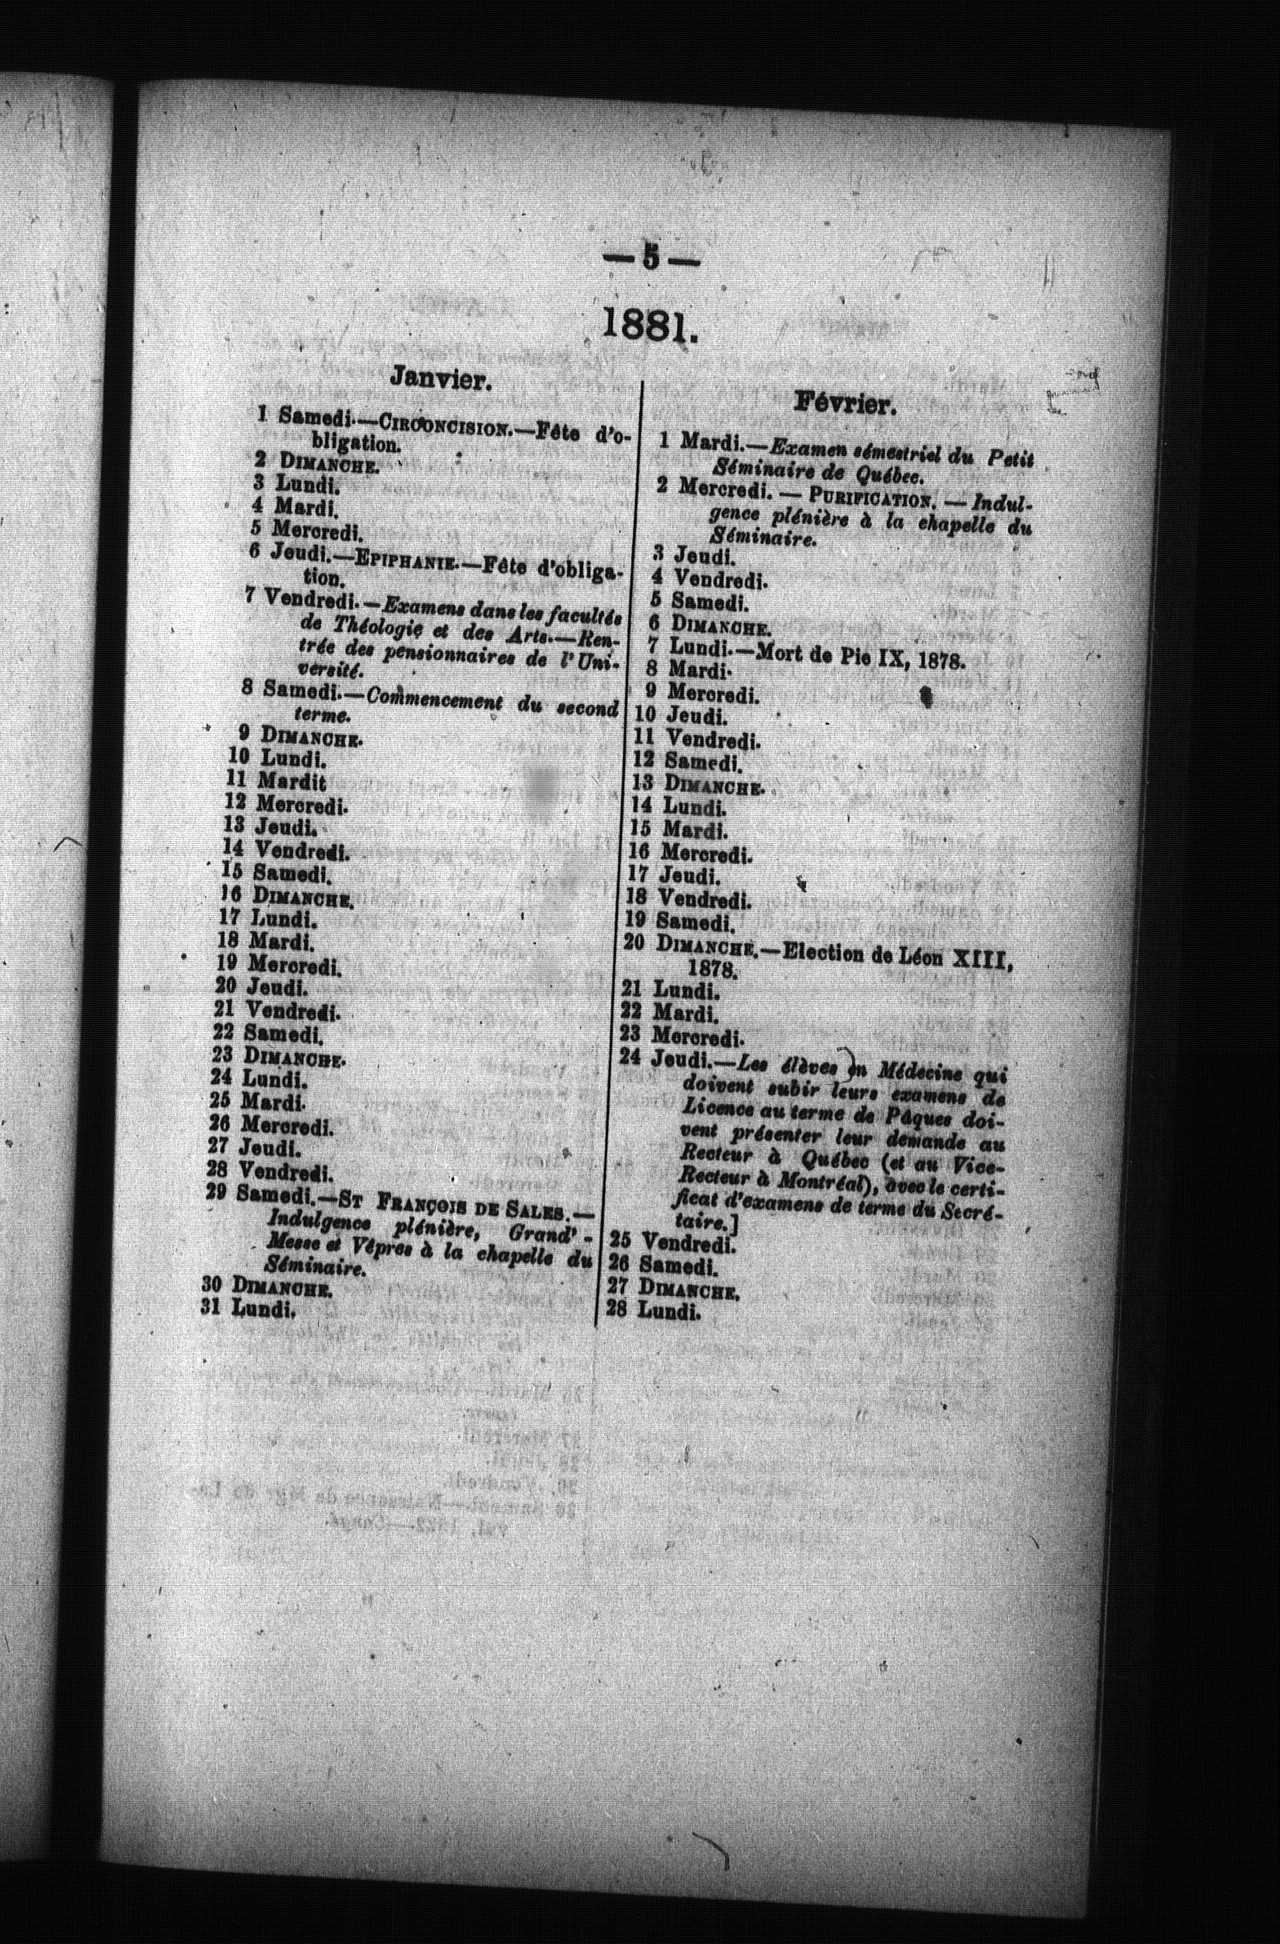 — 5 —
1881.
Janvier.
1 Samedi.—CIRCONCISION.—Fête d'o-
bligation.
2 DIMANCHE.
3 Lundi.
4 Mardi.
5 Mercredi.
6 Jeudi.—EPIPHANIE.—Fête d'obliga-
tion.
7 Vendredi.—Examens dans les facultés
de Théologie et des Arts.—Ren-
trée des pensionnaires de l'Uni-
versité.
8 Samedi.—Commencement du second
terme.
9 DIMANCHE.
10 Lundi.
11 Mardit
12 Mercredi.
13 Jeudi.
14 Vendredi.
15 Samedi.
16 DIMANCHE.
17 Lundi.
18 Mardi.
19 Mercredi.
20 Jeudi.
21 Vendredi.
22 Samedi.
23 DIMANCHE.
24 Lundi.
25 Mardi.
26 Mercredi.
27 Jeudi.
28 Vendredi.
29 Samedi.—ST FRANÇOIS DE SALES.—
Indulgence plénière, Grand'-
Messe et Vêpres à la chapelle du
Séminaire.
30 DIMANCHE.
31 Lundi.
Février.
1 Mardi.—Examen sémestriel du Petit
Séminaire de Québec.
2 Mercredi. — PURIFICATION. — Indul-
gence plénière à la chapelle du
Séminaire.
3 Jeudi.
4 Vendredi.
5 Samedi.
6 DIMANCHE.
7 Lundi.—Mort de Pie IX, 1878.
8 Mardi.
9 Mercredi.
10 Jeudi.
11 Vendredi.
12 Samedi.
13 DIMANCHE.
14 Lundi.
15 Mardi.
16 Mercredi.
17 Jeudi.
18 Vendredi.
19 Samedi.
20 DIMANCHE.—Election de Léon XIII,
1878.
21 Lundi.
22 Mardi.
23 Mercredi.
24 Jeudi.—Les élèves en Médecine qui
doivent subir leurs examens de
Licence au terme de Pâques doi-
vent présenter leur demande au
Recteur à Québec (et au Vice-
Recteur à Montréal), avec le certi-
ficat d'examens de terme du Secré-
taire.]
25 Vendredi.
26 Samedi.
27 DIMANCHE.
28 Lundi.